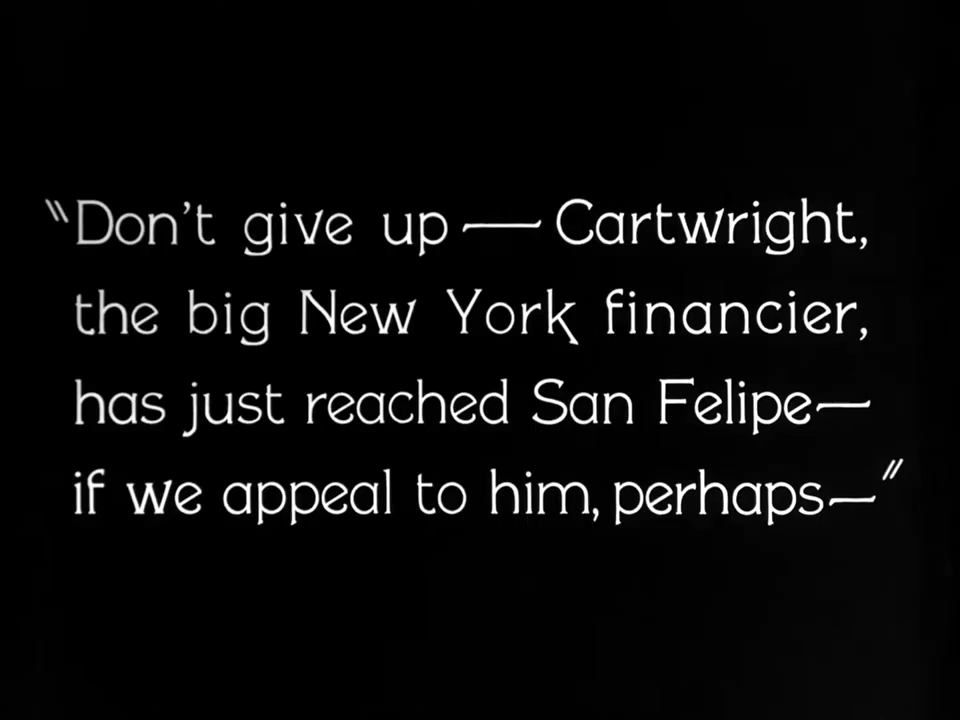 "Don't give up — Cartwright,
the big New York financier,
has just reached San Felipe—
if we appeal to him, perhaps—"